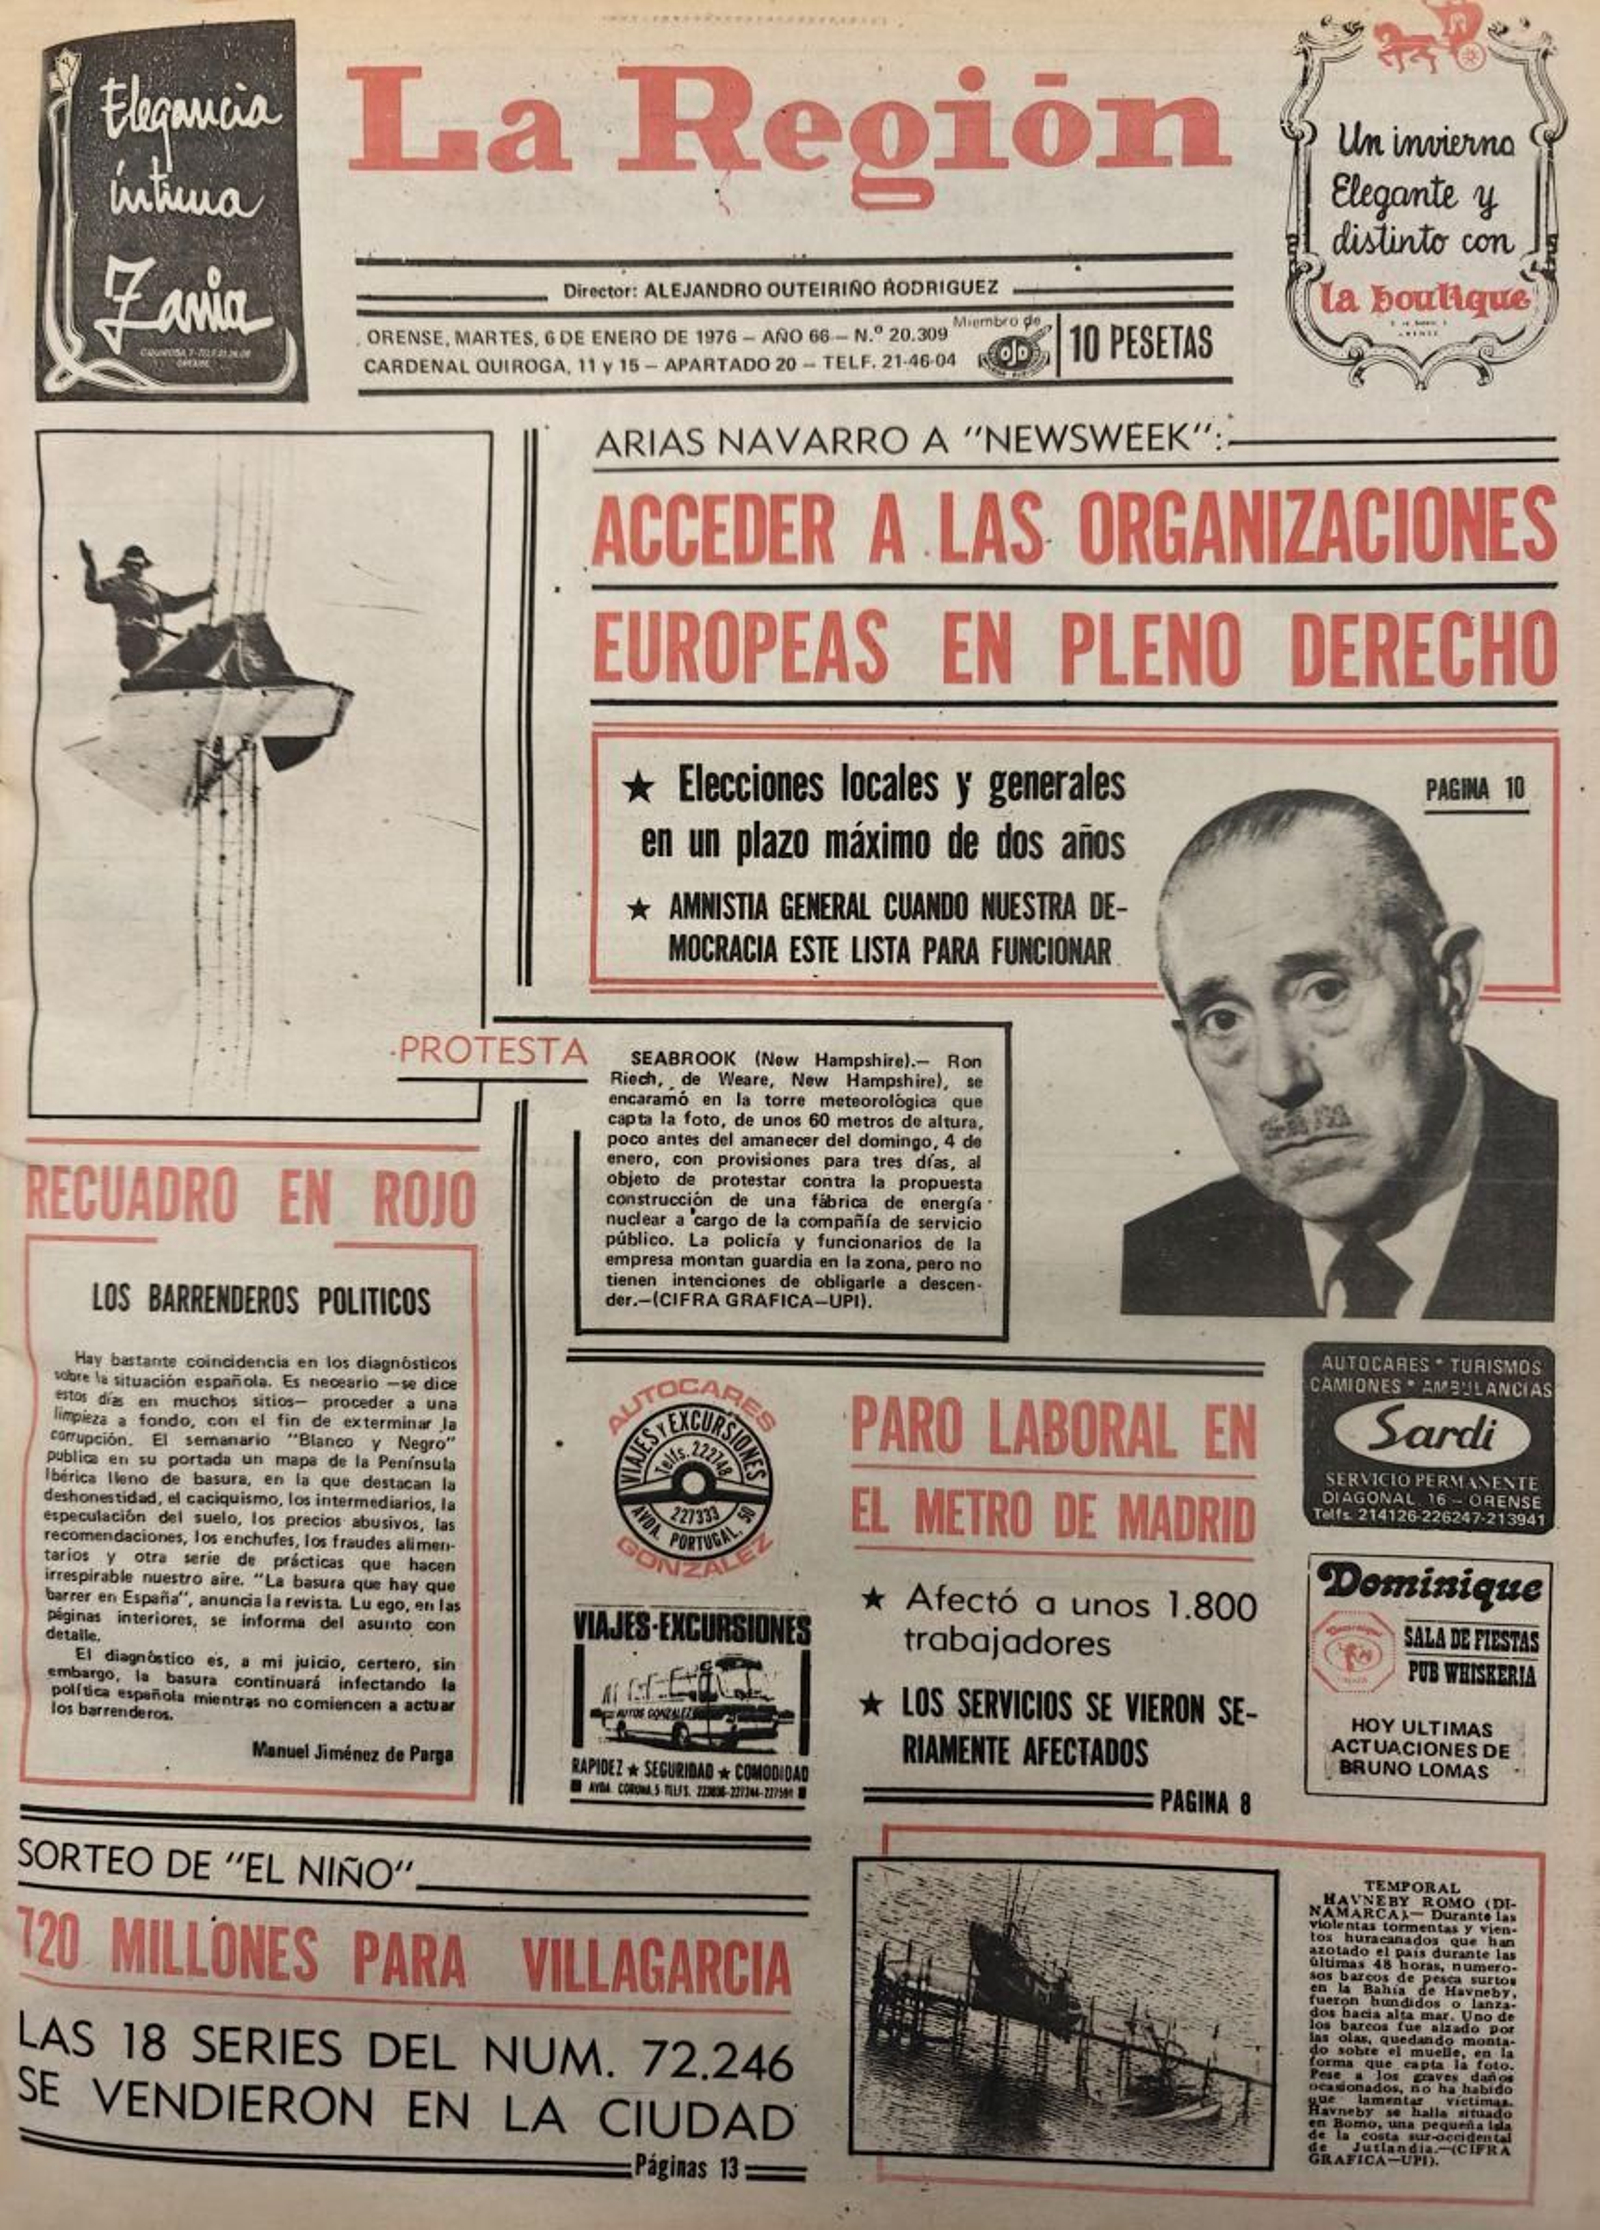 Elegancia
íntima
Zania
La Región
Un invierno
Elegante y
distinto con
la boutique
Director: ALEJANDRO OUTEIRIÑO RODRIGUEZ
ORENSE, MARTES, 6 DE ENERO DE 1976 — AÑO 66 — N.º 20.309
CARDENAL QUIROGA, 11 y 15 — APARTADO 20 — TELF. 21-46-04
Miembro de
OJD
10 PESETAS
ARIAS NAVARRO A "NEWSWEEK":
ACCEDER A LAS ORGANIZACIONES
EUROPEAS EN PLENO DERECHO
★ Elecciones locales y generales
en un plazo máximo de dos años
★ AMNISTIA GENERAL CUANDO NUESTRA DE-
MOCRACIA ESTE LISTA PARA FUNCIONAR
PAGINA 10
PROTESTA
SEABROOK (New Hampshire).— Ron
Riech, de Weare, New Hampshire), se
encaramó en la torre meteorológica que
capta la foto, de unos 60 metros de altura,
poco antes del amanecer del domingo, 4 de
enero, con provisiones para tres días, al
objeto de protestar contra la propuesta
construcción de una fábrica de energía
nuclear a cargo de la compañía de servicio
público. La policía y funcionarios de la
empresa montan guardia en la zona, pero no
tienen intenciones de obligarle a descen-
der.—(CIFRA GRAFICA—UPI).
RECUADRO EN ROJO
LOS BARRENDEROS POLITICOS
Hay bastante coincidencia en los diagnósticos
sobre la situación española. Es neceario —se dice
estos días en muchos sitios— proceder a una
limpieza a fondo, con el fin de exterminar la
corrupción. El semanario "Blanco y Negro"
publica en su portada un mapa de la Península
Ibérica lleno de basura, en la que destacan la
deshonestidad, el caciquismo, los intermediarios, la
especulación del suelo, los precios abusivos, las
recomendaciones, los enchufes, los fraudes alimen-
tarios y otra serie de prácticas que hacen
irrespirable nuestro aire. "La basura que hay que
barrer en España", anuncia la revista. Lu ego, en las
páginas interiores, se informa del asunto con
detalle.
El diagnóstico es, a mi juicio, certero, sin
embargo, la basura continuará infectando la
política española mientras no comiencen a actuar
los barrenderos.
Manuel Jiménez de Parga
AUTOCARES
VIAJES Y EXCURSIONES
Telfs. 222748
227333
AVDA. PORTUGAL, 50
GONZALEZ
VIAJES-EXCURSIONES
AUTOS GONZALEZ
RAPIDEZ ★ SEGURIDAD ★ COMODIDAD
AVDA. CORUÑA, 5 TELFS.
PARO LABORAL EN
EL METRO DE MADRID
★ Afectó a unos 1.800
trabajadores
★ LOS SERVICIOS SE VIERON SE-
RIAMENTE AFECTADOS
PAGINA 8
AUTOCARES * TURISMOS
CAMIONES * AMBULANCIAS
Sardi
SERVICIO PERMANENTE
DIAGONAL 16 — ORENSE
Telfs. 214126-226247-213941
Dominique
SALA DE FIESTAS
PUB WHISKERIA
HOY ULTIMAS
ACTUACIONES DE
BRUNO LOMAS
SORTEO DE "EL NIÑO"
720 MILLONES PARA VILLAGARCIA
LAS 18 SERIES DEL NUM. 72.246
SE VENDIERON EN LA CIUDAD
Páginas 13
TEMPORAL
HAVNEBY ROMO (DI-
NAMARCA).— Durante las
violentas tormentas y vien-
tos huracanados que han
azotado el país durante las
últimas 48 horas, numero-
sos barcos de pesca surtos
en la Bahía de Havneby,
fueron hundidos o lanza-
dos hacia alta mar. Uno de
los barcos fue alzado por
las olas, quedando monta-
do sobre el muelle, en la
forma que capta la foto.
Pese a los graves daños
ocasionados, no ha habido
que lamentar víctimas.
Havneby se halla situado
en Romo, una pequeña isla
de la costa sur-occidental
de Jutlandia.—(CIFRA
GRAFICA—UPI).